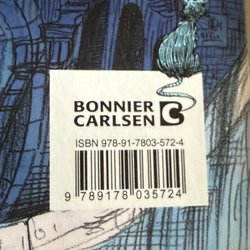 BONNIER
CARLSEN
ISBN 978-91-7803-572-4
9 789178 035724